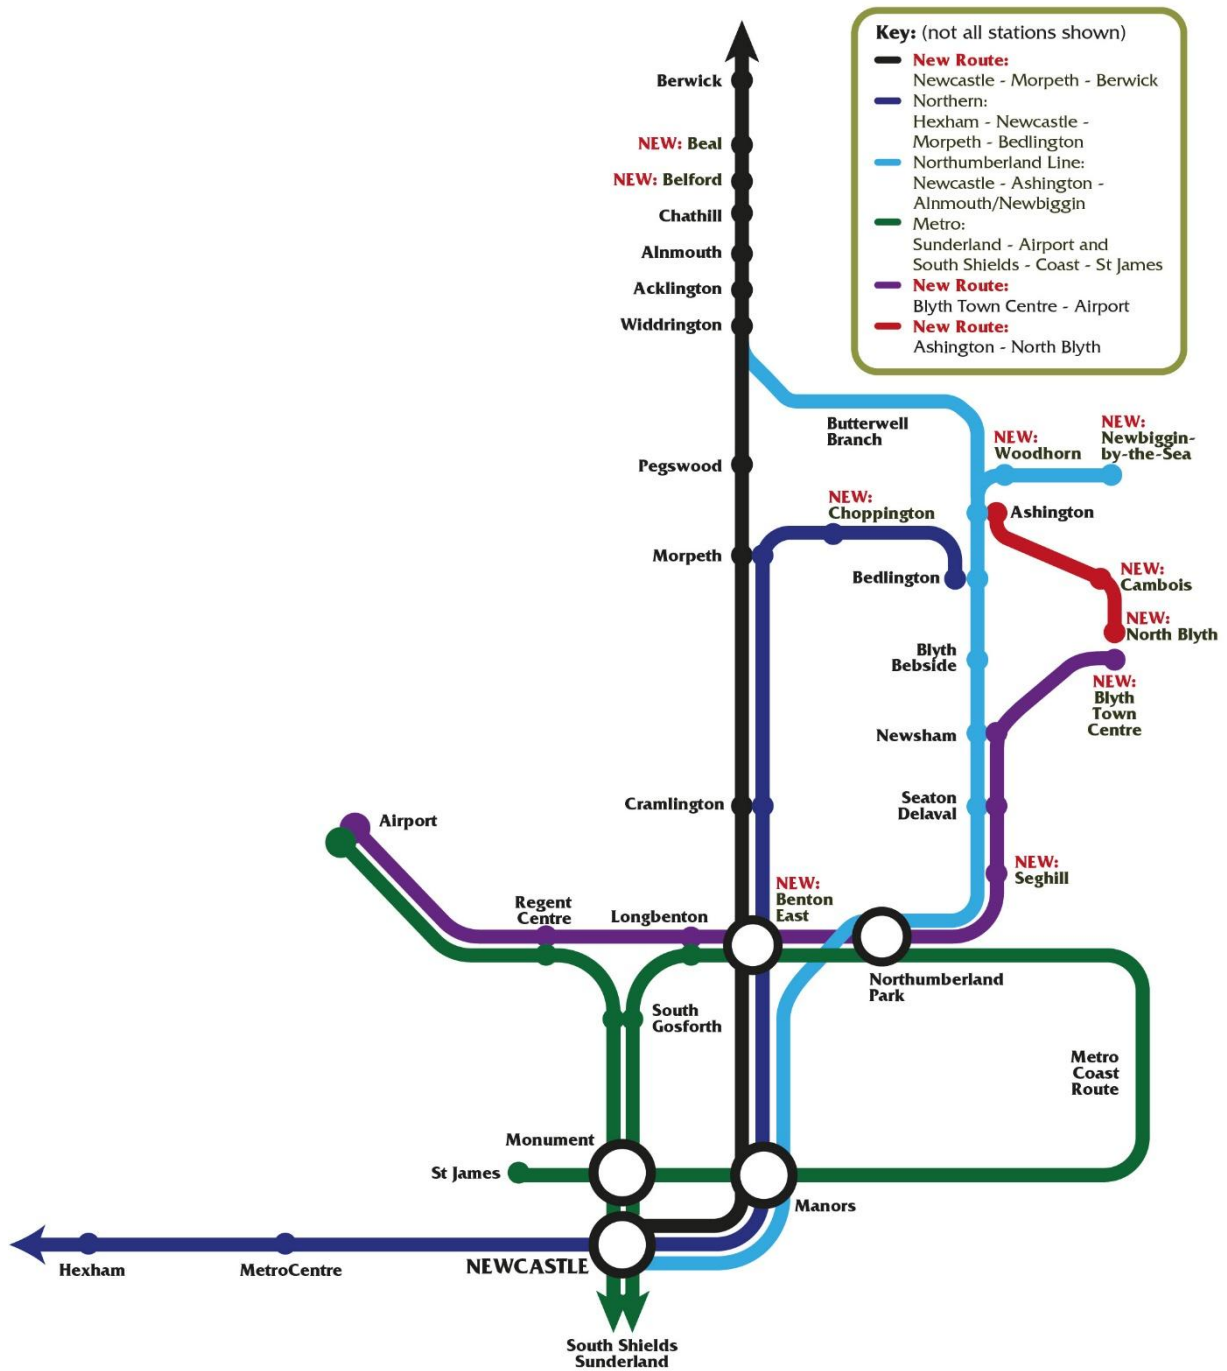 Key: (not all stations shown)
New Route:
Newcastle - Morpeth - Berwick
Northern:
Hexham - Newcastle -
Morpeth - Bedlington
Northumberland Line:
Newcastle - Ashington -
Alnmouth/Newbiggin
Metro:
Sunderland - Airport and
South Shields - Coast - St James
New Route:
Blyth Town Centre - Airport
New Route:
Ashington - North Blyth
Berwick
NEW: Beal
NEW: Belford
Chathill
Alnmouth
Acklington
Widdrington
Butterwell
Branch
NEW:
Woodhorn
NEW:
Newbiggin-
by-the-Sea
Pegswood
NEW:
Choppington
Ashington
Morpeth
Bedlington
NEW:
Cambois
NEW:
North Blyth
Blyth
Bebside
NEW:
Blyth
Town
Centre
Newsham
Cramlington
Seaton
Delaval
Airport
NEW:
Seghill
NEW:
Benton
East
Regent
Centre
Longbenton
Northumberland
Park
South
Gosforth
Metro
Coast
Route
Monument
St James
Manors
Hexham
MetroCentre
NEWCASTLE
South Shields
Sunderland